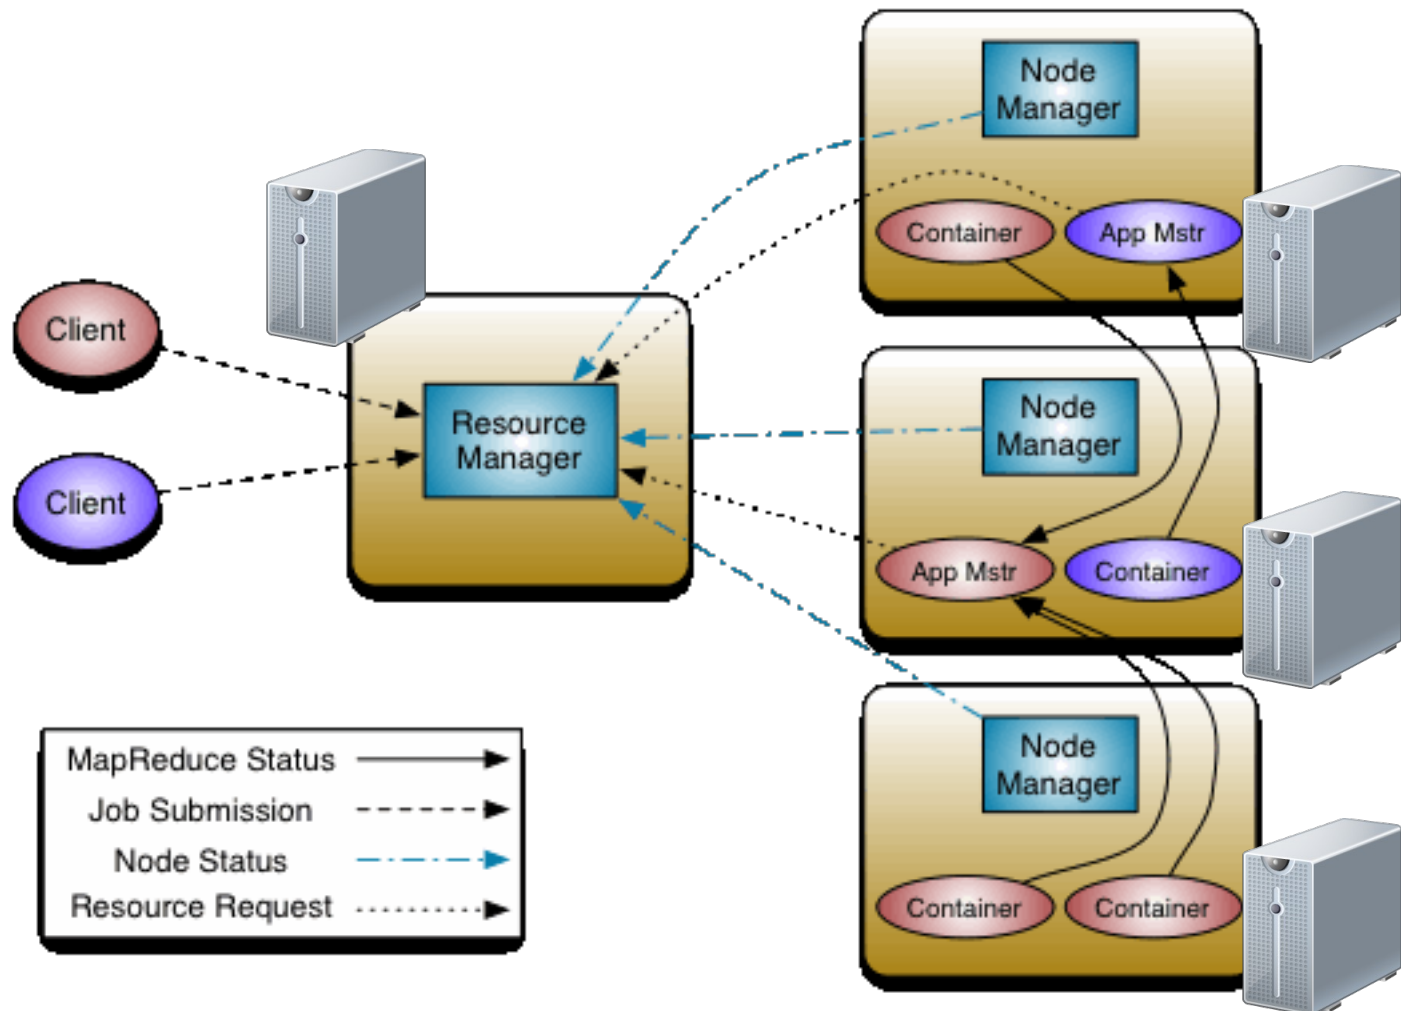 Node
Manager
Container
App Mstr
Client
Resource
Manager
Client
Node
Manager
App Mstr
Container
Node
Manager
Container
Container
MapReduce Status
Job Submission
Node Status
Resource Request